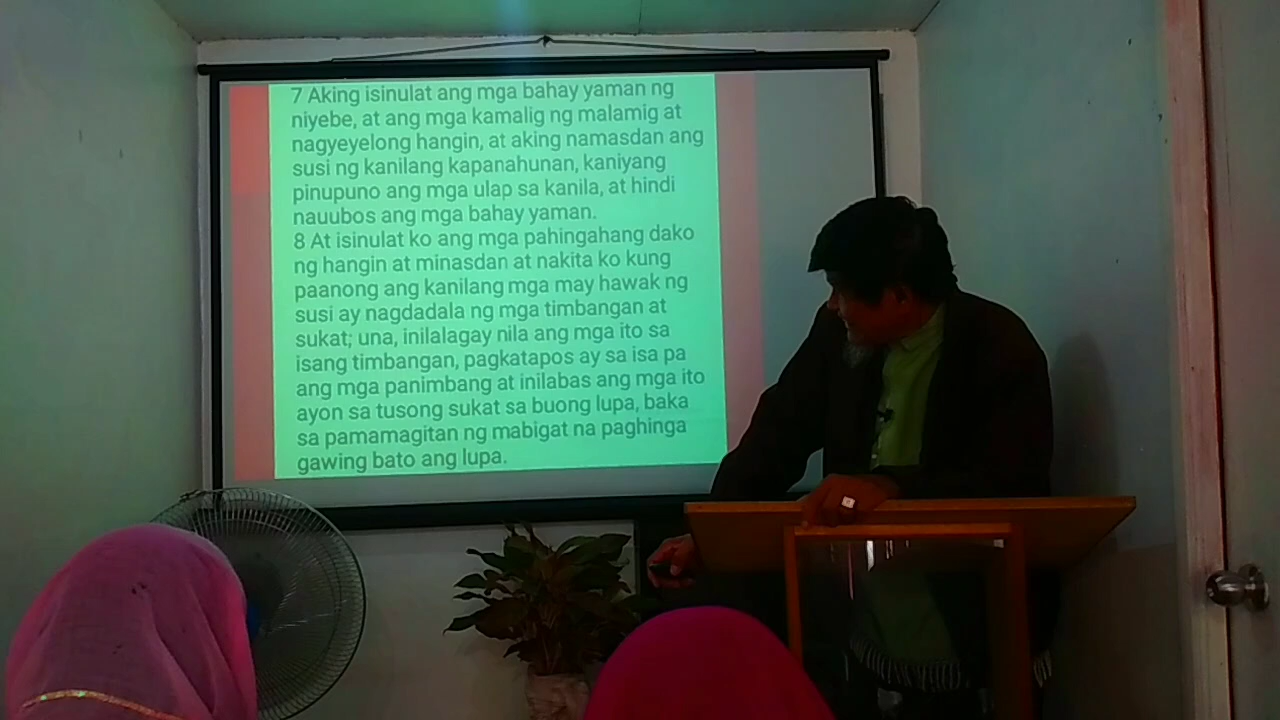 7 Aking isinulat ang mga bahay yaman ng
niyebe, at ang mga kamalig ng malamig at
nagyeyelong hangin, at aking namasdan ang
susi ng kanilang kapanahunan, kaniyang
pinupuno ang mga ulap sa kanila, at hindi
nauubos ang mga bahay yaman.
8 At isinulat ko ang mga pahingahang dako
ng hangin at minasdan at nakita ko kung
paanong ang kanilang mga may hawak ng
susi ay nagdadala ng mga timbangan at
sukat; una, inilalagay nila ang mga ito sa
isang timbangan, pagkatapos ay sa isa pa
ang mga panimbang at inilabas ang mga ito
ayon sa tusong sukat sa buong lupa, baka
sa pamamagitan ng mabigat na paghinga
gawing bato ang lupa.